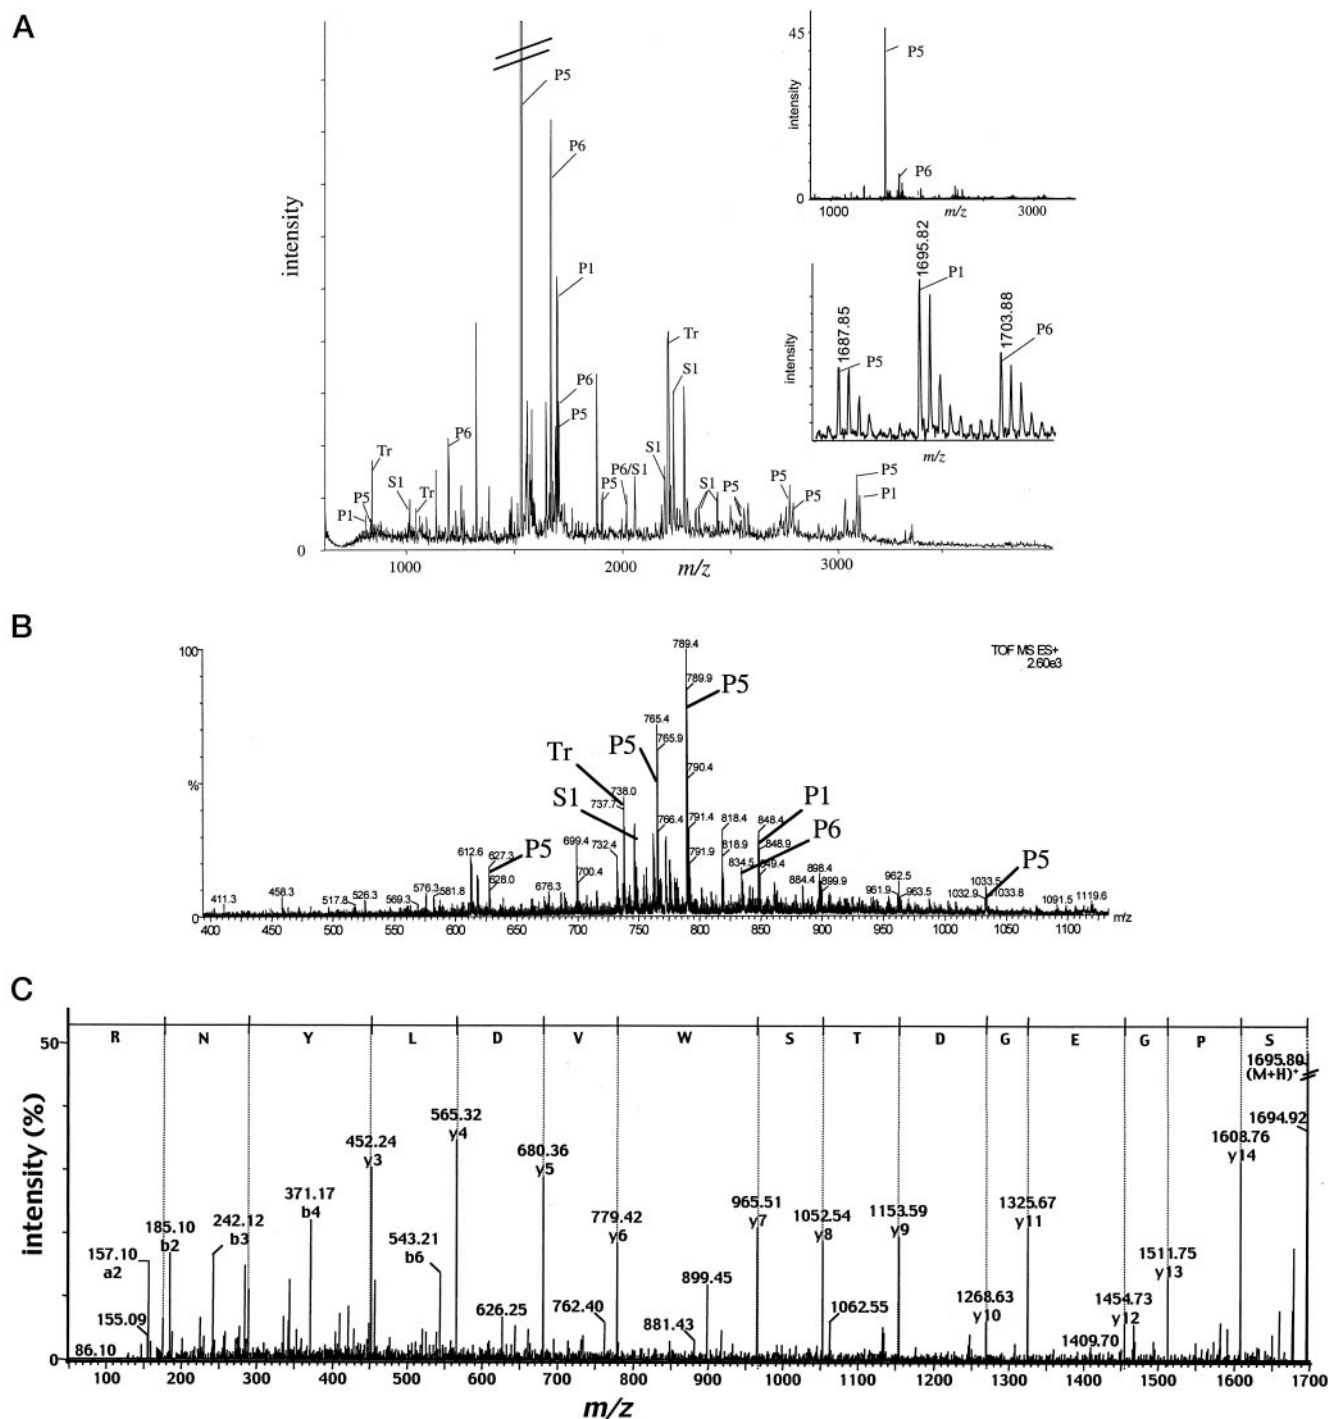 A
intensity
0
1000
2000
3000
m/z
P1
P5
Tr
S1
Tr
P6
P5
P6
P1
P6
P5
P5
P6/S1
S1
Tr
S1
S1
P5
P5
P5
P5
P1
45
intensity
0
P5
P6
1000
m/z
3000
intensity
1687.85
P5
1695.82
P1
1703.88
P6
m/z
B
100
%
0
TOF MS ES+
2.60e3
411.3
458.3
517.8
526.3
569.3
576.3
581.8
612.6
627.3
P5
628.0
676.3
699.4
700.4
732.4
Tr
737.7
738.0
S1
P5
765.4
765.9
766.4
789.4
789.9
P5
790.4
791.4
791.9
818.4
818.9
834.5
P1
848.4
848.9
849.4
P6
884.4
898.4
899.9
961.9
962.5
963.5
1032.9
1033.5
1033.8
P5
1091.5
1119.6
400 450 500 550 600 650 700 750 800 850 900 950 1000 1050 1100
m/z
C
intensity (%)
50
0
R N Y L D V W S T D G E G P S
86.10
155.09
157.10
a2
185.10
b2
242.12
b3
371.17
b4
452.24
y3
543.21
b6
565.32
y4
626.25
680.36
y5
762.40
779.42
y6
881.43
899.45
965.51
y7
1052.54
y8
1062.55
1153.59
y9
1268.63
y10
1325.67
y11
1409.70
1454.73
y12
1511.75
y13
1608.76
y14
1695.80
(M+H)+
1694.92
100 200 300 400 500 600 700 800 900 1000 1100 1200 1300 1400 1500 1600 1700
m/z